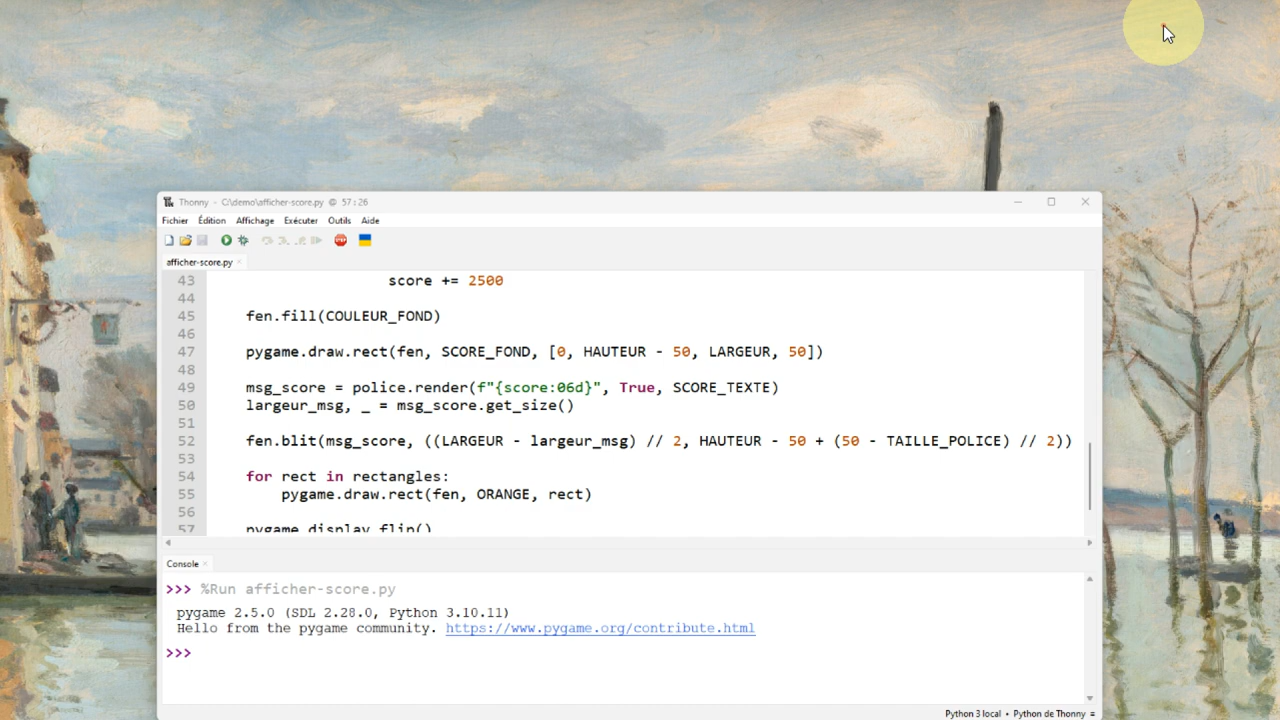 Thonny - C:\demo\afficher-score.py @ 57:26
Fichier Édition Affichage Exécuter Outils Aide
afficher-score.py ×
43 score += 2500
44
45 fen.fill(COULEUR_FOND)
46
47 pygame.draw.rect(fen, SCORE_FOND, [0, HAUTEUR - 50, LARGEUR, 50])
48
49 msg_score = police.render(f"{score:06d}", True, SCORE_TEXTE)
50 largeur_msg, _ = msg_score.get_size()
51
52 fen.blit(msg_score, ((LARGEUR - largeur_msg) // 2, HAUTEUR - 50 + (50 - TAILLE_POLICE) // 2))
53
54 for rect in rectangles:
55 pygame.draw.rect(fen, ORANGE, rect)
56
57 pygame.display.flip()
Console ×
>>> %Run afficher-score.py
pygame 2.5.0 (SDL 2.28.0, Python 3.10.11)
Hello from the pygame community. https://www.pygame.org/contribute.html
>>>
Python 3 local • Python de Thonny ≡